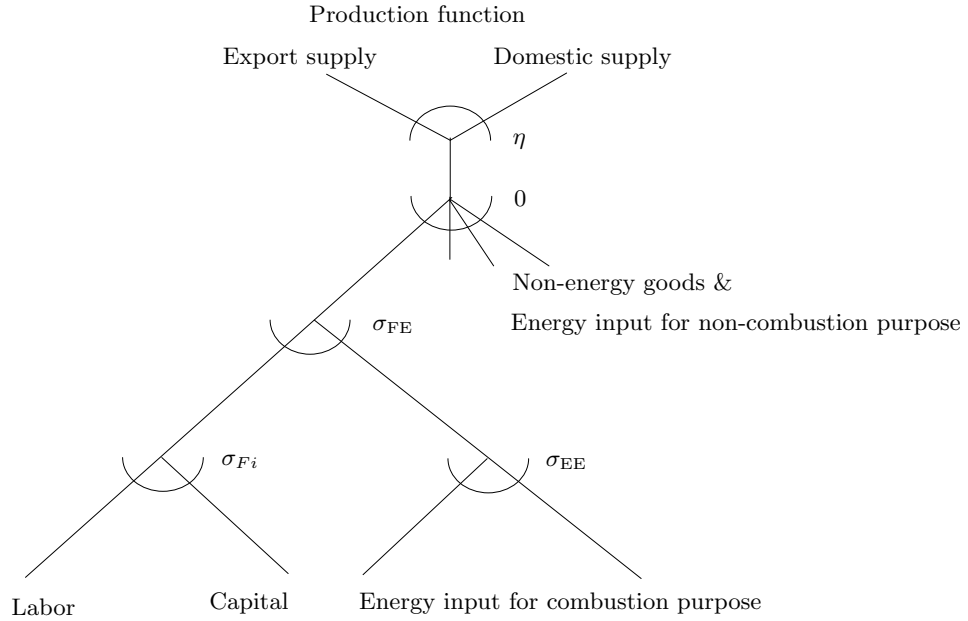 Production function
Export supply
Domestic supply
η
0
Non-energy goods &
Energy input for non-combustion purpose
σFE
σFi
σEE
Labor
Capital
Energy input for combustion purpose